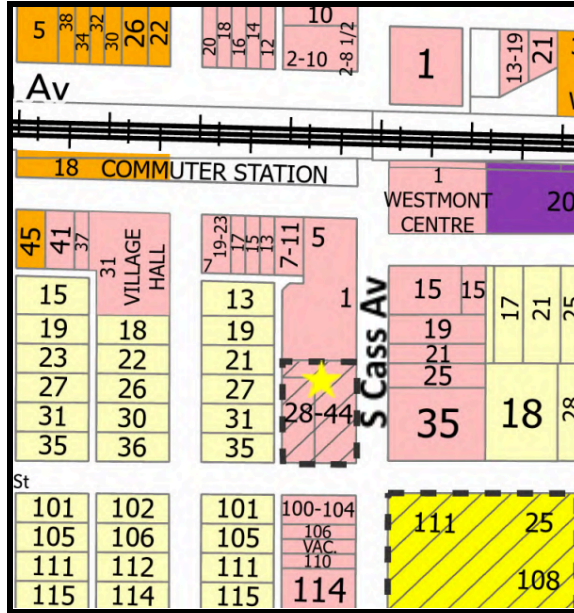 5 38 34 32 30 26 22 20 18 16 14 12 10
2-10 2-8 1/2 1 13-19 21
Av
18 COMMUTER STATION
1
WESTMONT
CENTRE
20
45 41 37 31 VILLAGE
HALL
7 19-23 17 15 13 7-11 5
1
S Cass Av
15 13 15 15 17 21 25
19 18 19 19
23 22 21 21
27 26 27 25
31 30 31 28-44 35 18 28
35 36 35
St
101 102 101 100-104 111 25
105 106 105 106
VAC.
111 112 111 110
115 114 115 114 108